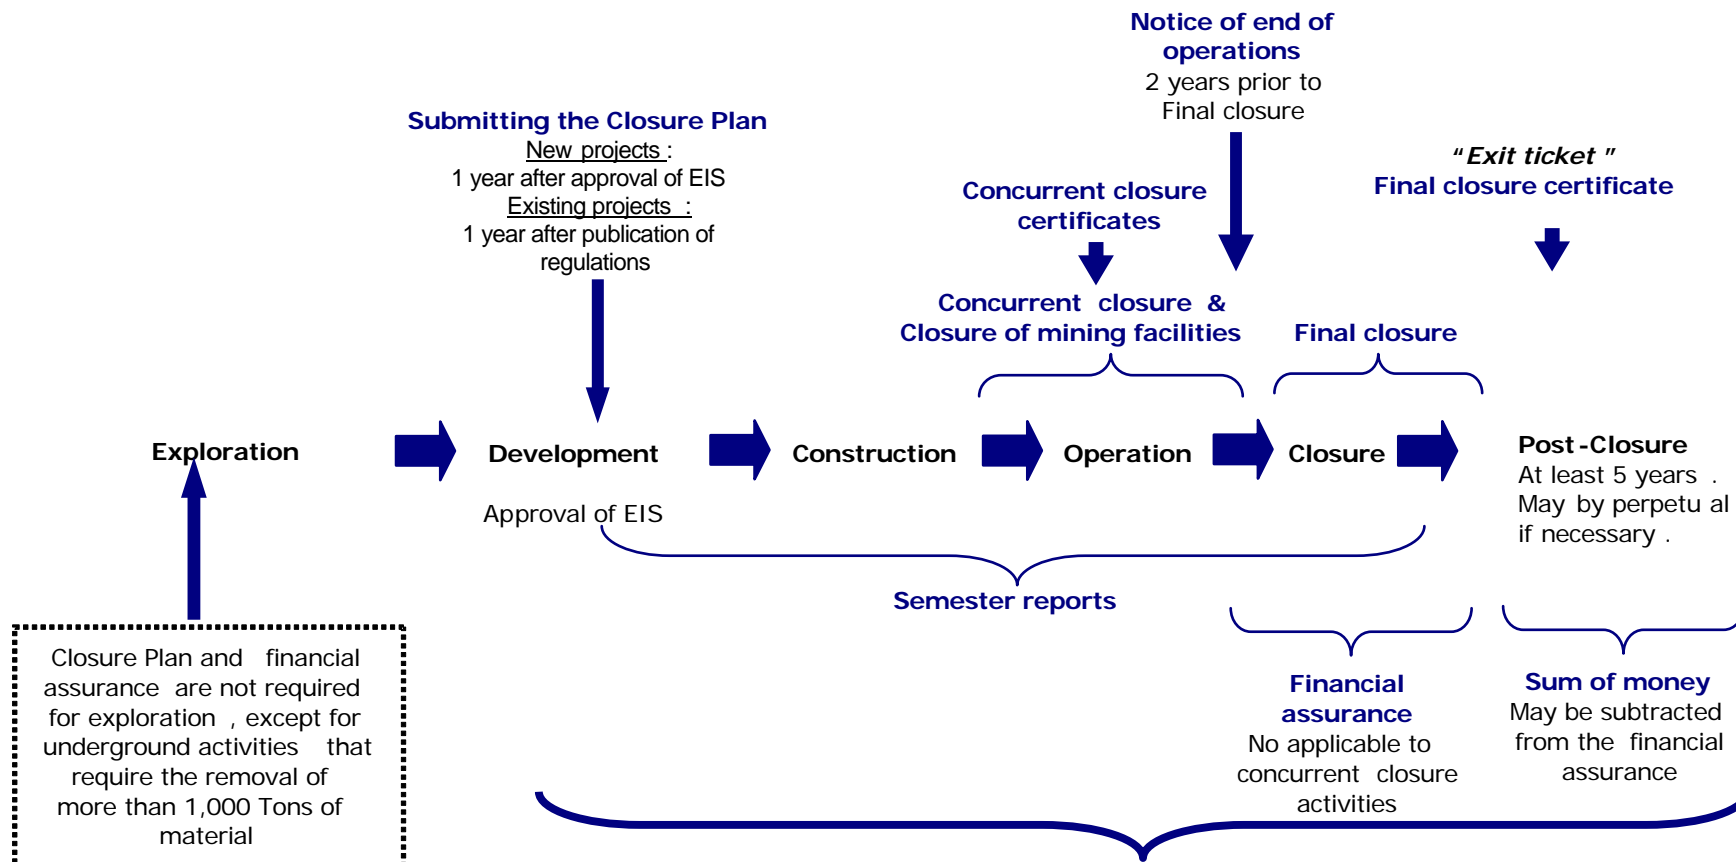 Notice of end of
operations
2 years prior to
Final closure
Submitting the Closure Plan
New projects :
1 year after approval of EIS
Existing projects :
1 year after publication of
regulations
"Exit ticket "
Final closure certificate
Concurrent closure
certificates
Concurrent closure &
Closure of mining facilities
Final closure
Exploration
Development
Construction
Operation
Closure
Post-Closure
At least 5 years .
May by perpetu al
if necessary .
Approval of EIS
Semester reports
Closure Plan and financial
assurance are not required
for exploration , except for
underground activities that
require the removal of
more than 1,000 Tons of
material
Financial
assurance
No applicable to
concurrent closure
activities
Sum of money
May be subtracted
from the financial
assurance